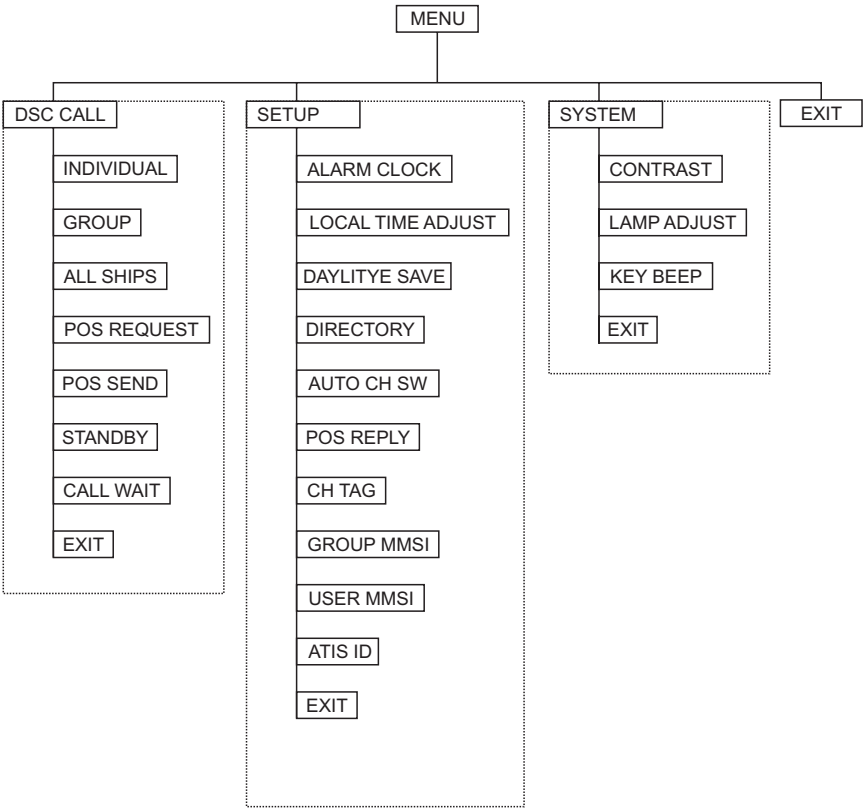 MENU
DSC CALL
INDIVIDUAL
GROUP
ALL SHIPS
POS REQUEST
POS SEND
STANDBY
CALL WAIT
EXIT
SETUP
ALARM CLOCK
LOCAL TIME ADJUST
DAYLITYE SAVE
DIRECTORY
AUTO CH SW
POS REPLY
CH TAG
GROUP MMSI
USER MMSI
ATIS ID
EXIT
SYSTEM
CONTRAST
LAMP ADJUST
KEY BEEP
EXIT
EXIT